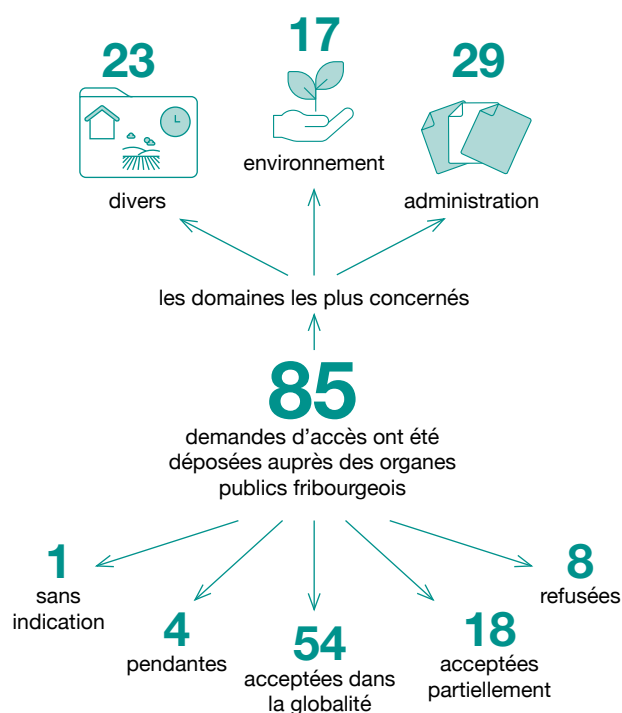 23
17
29
divers
environnement
administration
les domaines les plus concernés
85
demandes d’accès ont été
déposées auprès des organes
publics fribourgeois
1
sans
indication
4
pendantes
54
acceptées dans
la globalité
18
acceptées
partiellement
8
refusées